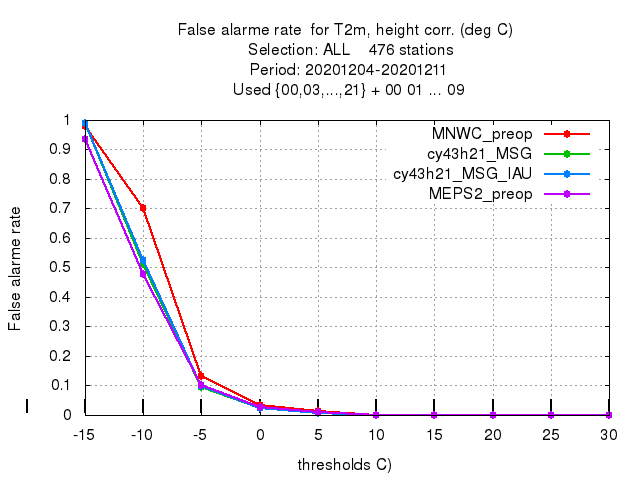 False alarme rate  for T2m, height corr. (deg C)
Selection: ALL    476 stations
Period: 20201204-20201211
Used {00,03,...,21} + 00 01 ... 09
MNWC_preop
cy43h21_MSG
cy43h21_MSG_IAU
MEPS2_preop
False alarme rate
1
0.9
0.8
0.7
0.6
0.5
0.4
0.3
0.2
0.1
0
-15 -10 -5 0 5 10 15 20 25 30
thresholds C)